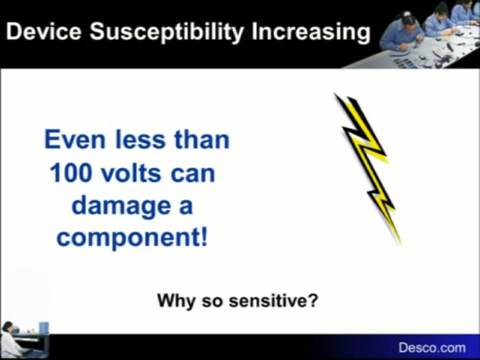 Device Susceptibility Increasing
Even less than
100 volts can
damage a
component!
Why so sensitive?
Desco.com